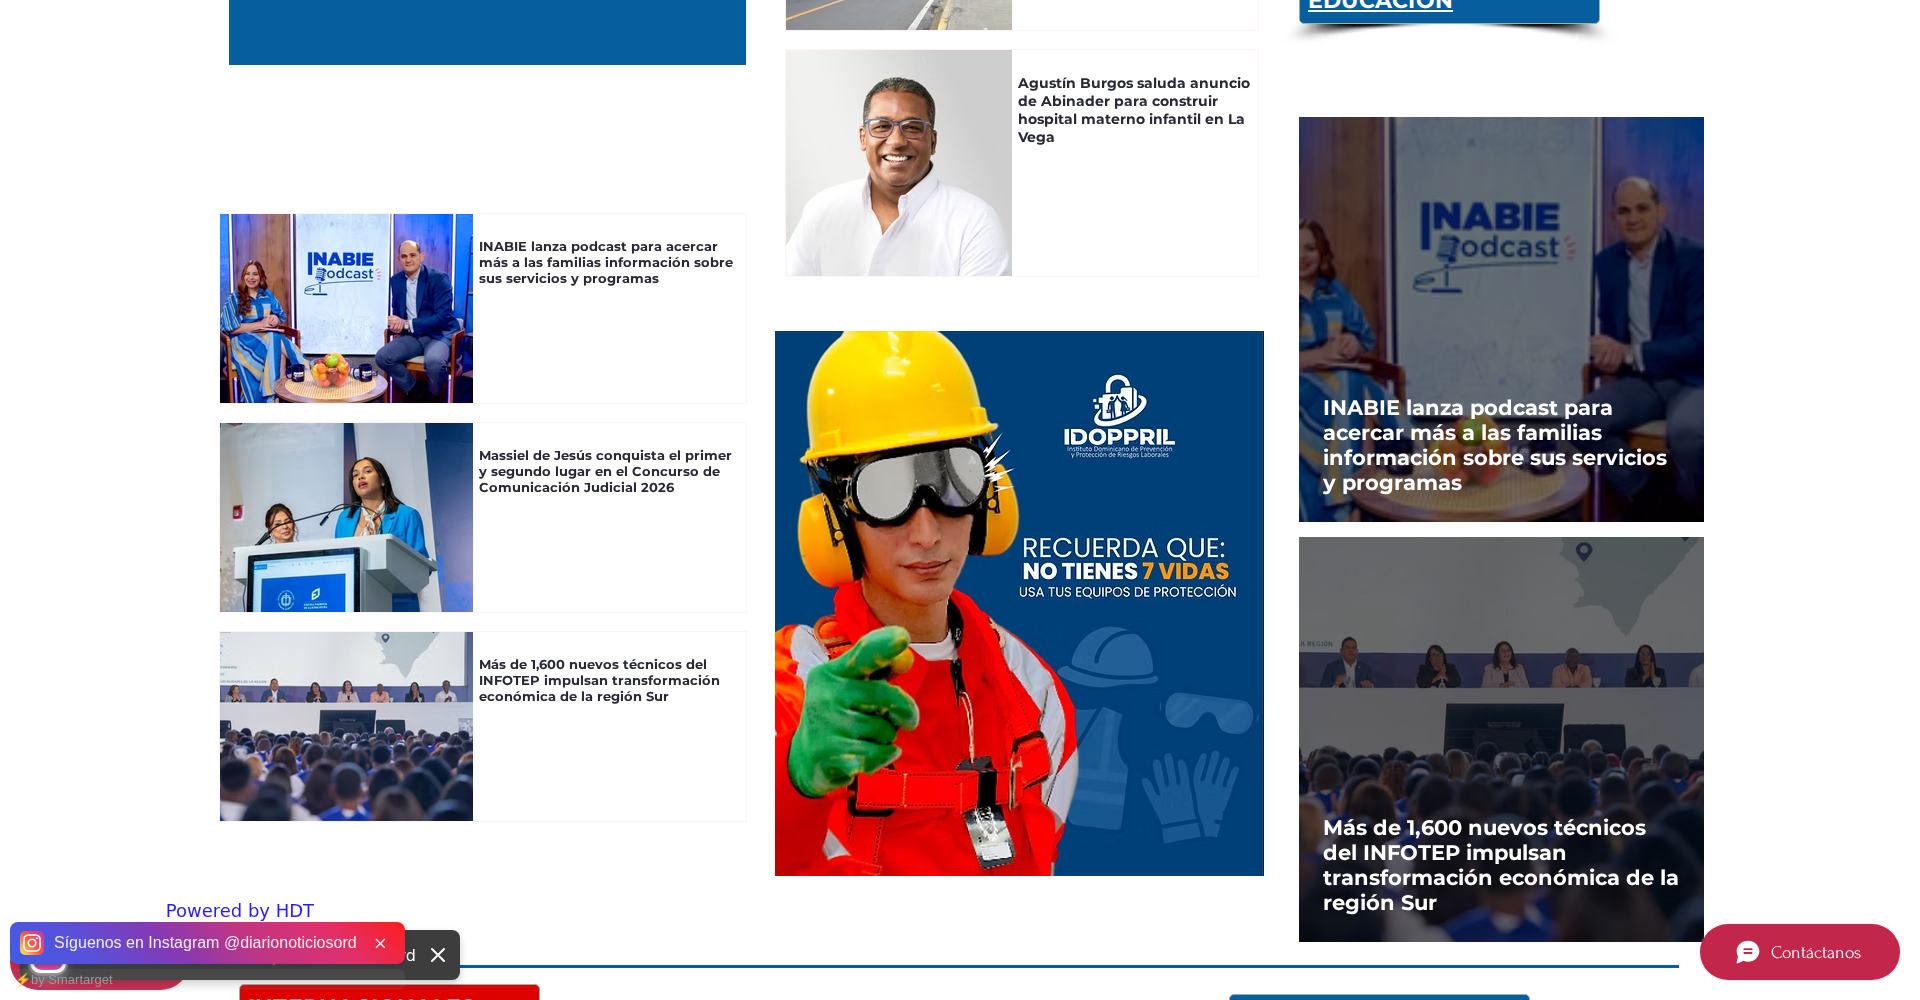 EDUCACIÓN
Agustín Burgos saluda anuncio
de Abinader para construir
hospital materno infantil en La
Vega
INABIE
Podcast
INABIE lanza podcast para acercar
más a las familias información sobre
sus servicios y programas
Massiel de Jesús conquista el primer
y segundo lugar en el Concurso de
Comunicación Judicial 2026
Más de 1,600 nuevos técnicos del
INFOTEP impulsan transformación
económica de la región Sur
IDOPPRIL
Instituto Dominicano de Prevención
y Protección de Riesgos Laborales
RECUERDA QUE:
NO TIENES 7 VIDAS
USA TUS EQUIPOS DE PROTECCIÓN
INABIE
Podcast
INABIE lanza podcast para
acercar más a las familias
información sobre sus servicios
y programas
A REGIÓN
Más de 1,600 nuevos técnicos
del INFOTEP impulsan
transformación económica de la
región Sur
Powered by HDT
Síguenos en Instagram @diarionoticiosord
rd
⚡by Smartarget
Contáctanos
INTERNACIONALES